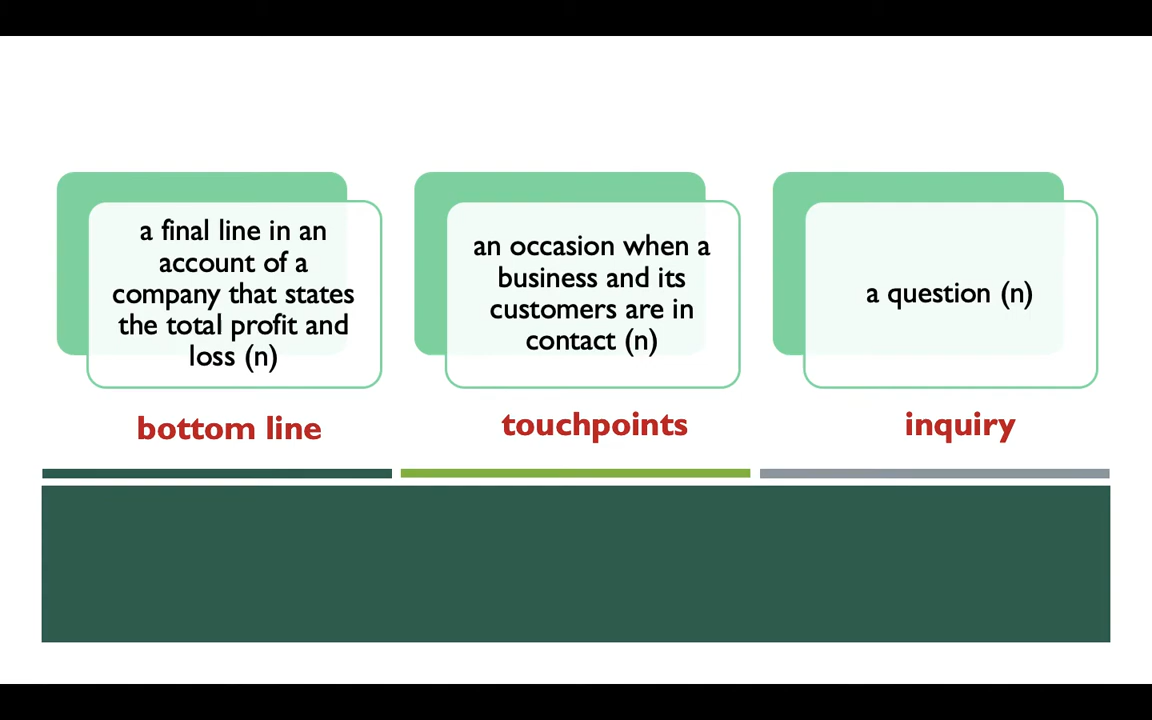 a final line in an
account of a
company that states
the total profit and
loss (n)
bottom line
an occasion when a
business and its
customers are in
contact (n)
touchpoints
a question (n)
inquiry